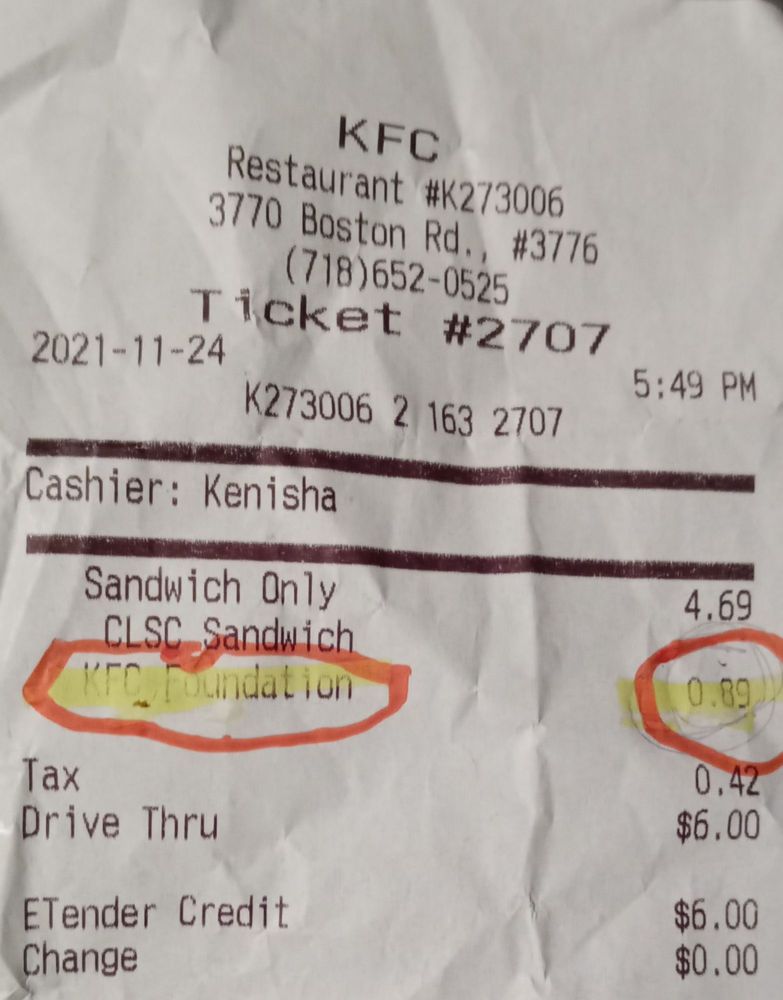 KFC
Restaurant #K273006
3770 Boston Rd., #3776
(718)652-0525
Ticket #2707
2021-11-24 5:49 PM
K273006 2 163 2707
Cashier: Kenisha
Sandwich Only 4.69
CLSC Sandwich
KFC Foundation 0.89
Tax 0.42
Drive Thru $6.00
ETender Credit $6.00
Change $0.00